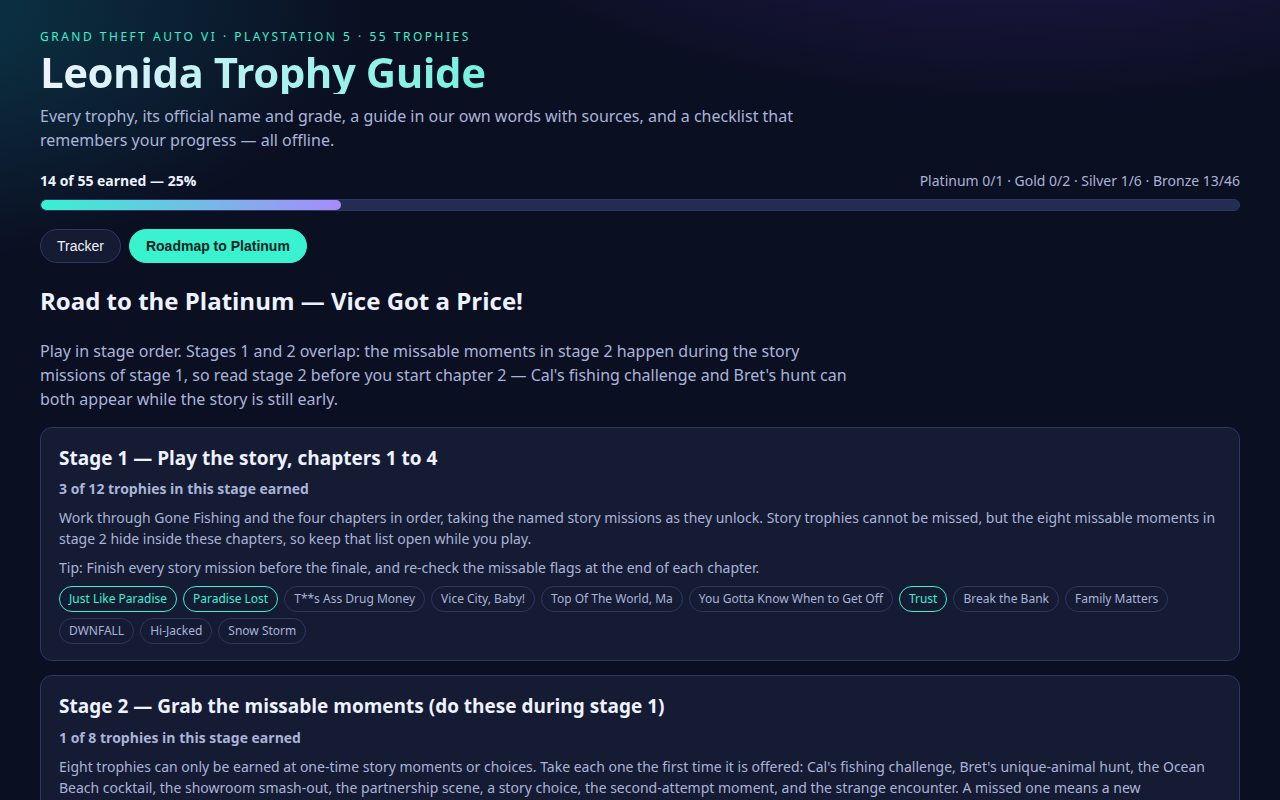 GRAND THEFT AUTO VI · PLAYSTATION 5 · 55 TROPHIES
Leonida Trophy Guide
Every trophy, its official name and grade, a guide in our own words with sources, and a checklist that
remembers your progress — all offline.
14 of 55 earned — 25%
Platinum 0/1 · Gold 0/2 · Silver 1/6 · Bronze 13/46
Tracker
Roadmap to Platinum
Road to the Platinum — Vice Got a Price!
Play in stage order. Stages 1 and 2 overlap: the missable moments in stage 2 happen during the story
missions of stage 1, so read stage 2 before you start chapter 2 — Cal's fishing challenge and Bret's hunt can
both appear while the story is still early.
Stage 1 — Play the story, chapters 1 to 4
3 of 12 trophies in this stage earned
Work through Gone Fishing and the four chapters in order, taking the named story missions as they unlock. Story trophies cannot be missed, but the eight missable moments in
stage 2 hide inside these chapters, so keep that list open while you play.
Tip: Finish every story mission before the finale, and re-check the missable flags at the end of each chapter.
Just Like Paradise
Paradise Lost
T**s Ass Drug Money
Vice City, Baby!
Top Of The World, Ma
You Gotta Know When to Get Off
Trust
Break the Bank
Family Matters
DWNFALL
Hi-Jacked
Snow Storm
Stage 2 — Grab the missable moments (do these during stage 1)
1 of 8 trophies in this stage earned
Eight trophies can only be earned at one-time story moments or choices. Take each one the first time it is offered: Cal's fishing challenge, Bret's unique-animal hunt, the Ocean
Beach cocktail, the showroom smash-out, the partnership scene, a story choice, the second-attempt moment, and the strange encounter. A missed one means a new